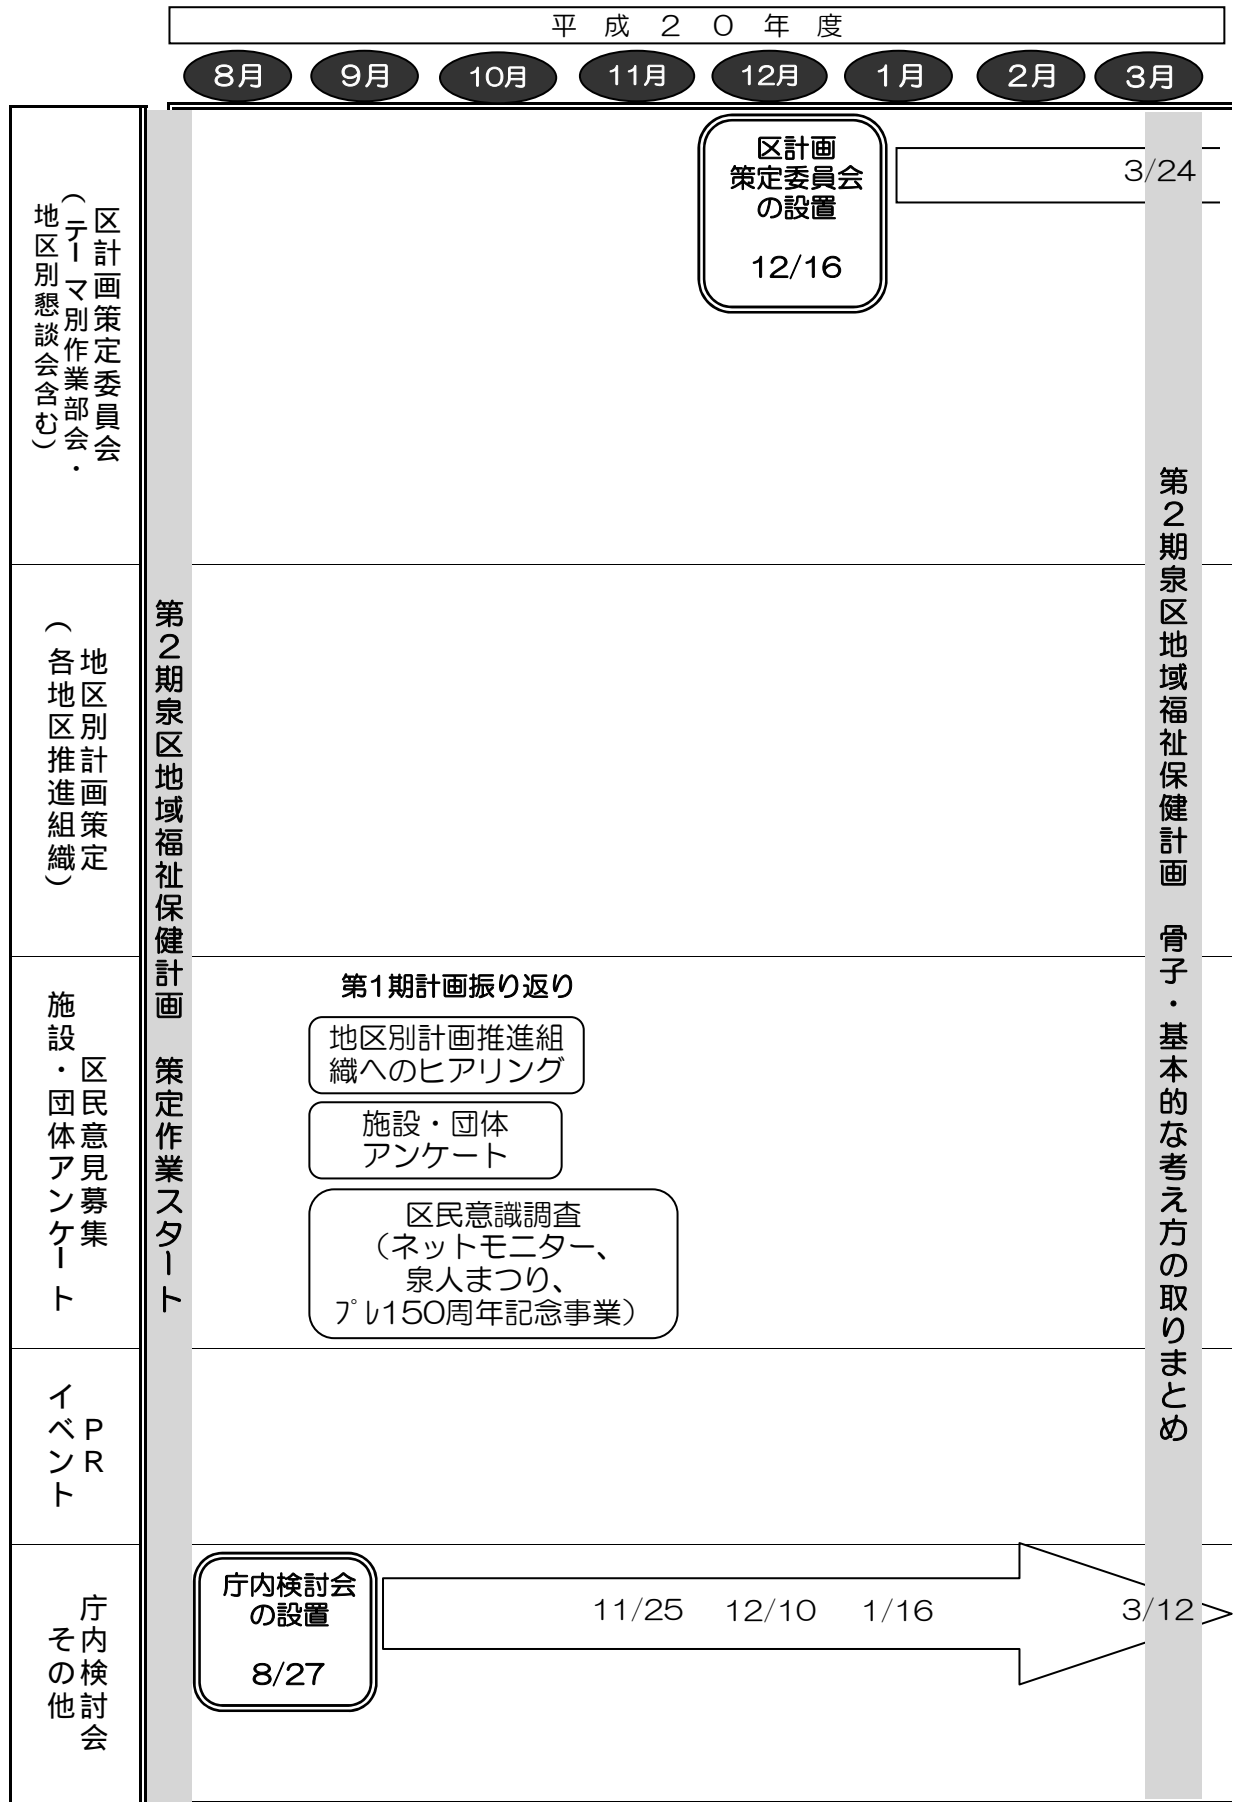 平成２０年度
8月
9月
10月
11月
12月
1月
2月
3月
区計画策定委員会
（テーマ別作業部会・
地区別懇談会含む）
区計画
策定委員会
の設置
12/16
3/24
地区別計画策定
（各地区推進組織）
第２期泉区地域福祉保健計画　策定作業スタート
第２期泉区地域福祉保健計画　骨子・基本的な考え方の取りまとめ
区民意見募集
施設・団体アンケート
第1期計画振り返り
地区別計画推進組
織へのヒアリング
施設・団体
アンケート
区民意識調査
（ネットモニター、
泉人まつり、
ﾌﾟﾚ150周年記念事業）
ＰＲ
イベント
庁内検討会
その他
庁内検討会
の設置
8/27
11/25
12/10
1/16
3/12